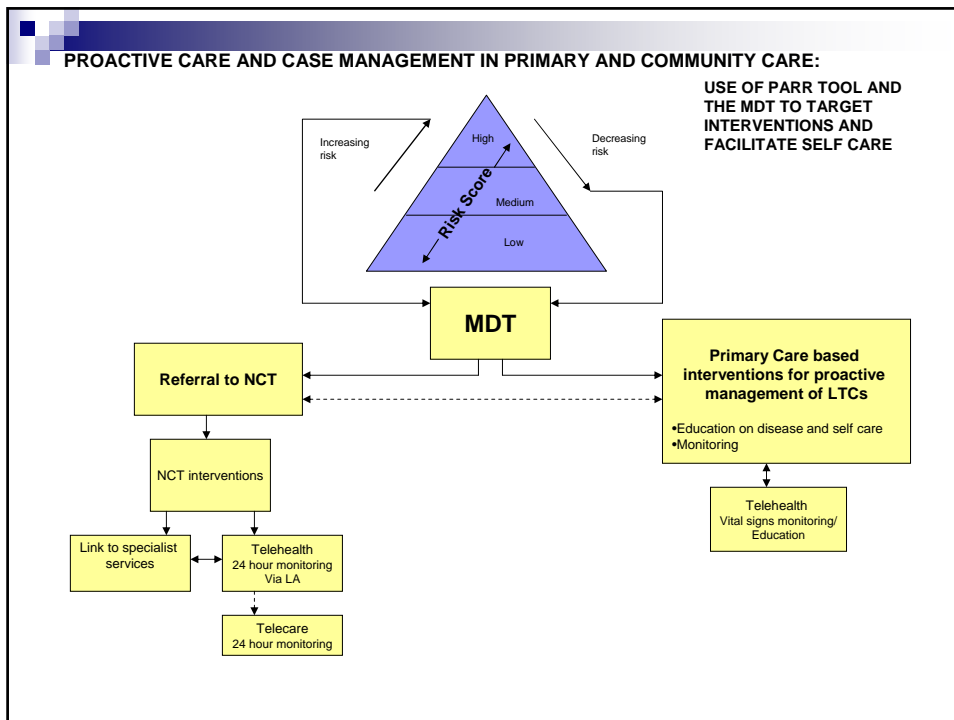 PROACTIVE CARE AND CASE MANAGEMENT IN PRIMARY AND COMMUNITY CARE:
USE OF PARR TOOL AND
THE MDT TO TARGET
INTERVENTIONS AND
FACILITATE SELF CARE
Increasing
risk
High
Decreasing
risk
Risk Score
Medium
Low
MDT
Referral to NCT
Primary Care based
interventions for proactive
management of LTCs
•Education on disease and self care
•Monitoring
NCT interventions
Telehealth
Vital signs monitoring/
Education
Link to specialist
services
Telehealth
24 hour monitoring
Via LA
Telecare
24 hour monitoring